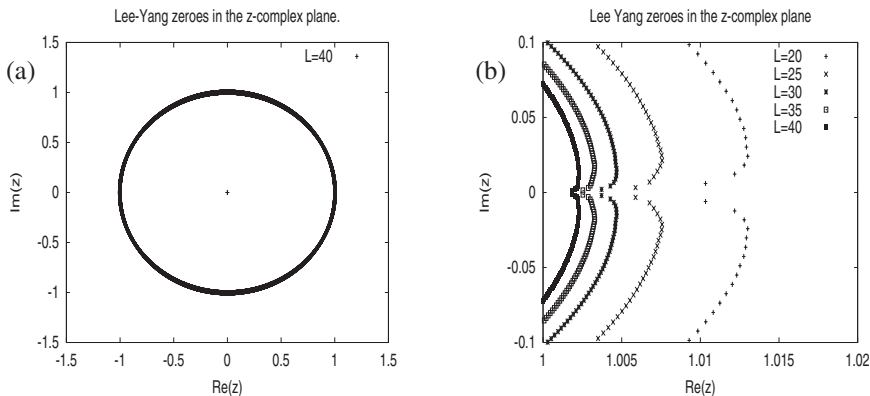 Lee-Yang zeroes in the z-complex plane.
(a)
L=40
1.5
1
0.5
0
-0.5
-1
-1.5
Im(z)
-1.5 -1 -0.5 0 0.5 1 1.5
Re(z)
Lee Yang zeroes in the z-complex plane
(b)
L=20
L=25
L=30
L=35
L=40
0.1
0.05
0
-0.05
-0.1
Im(z)
1 1.005 1.01 1.015 1.02
Re(z)